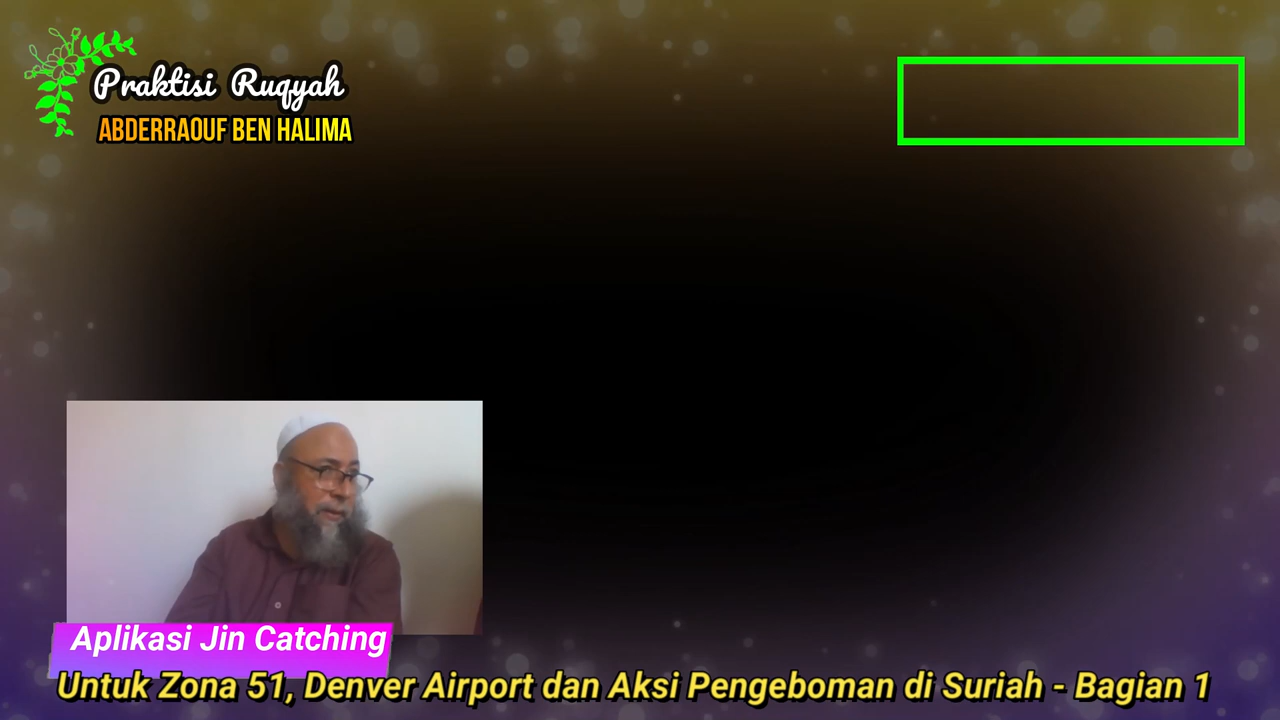 Praktisi Ruqyah
ABDERRAOUF BEN HALIMA
Aplikasi Jin Catching
Untuk Zona 51, Denver Airport dan Aksi Pengeboman di Suriah - Bagian 1